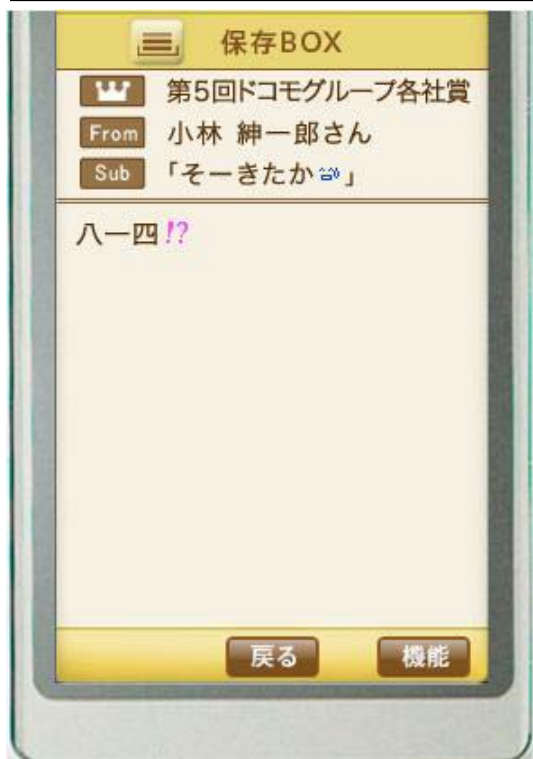 保存BOX
第5回ドコモグループ各社賞
From 小林 紳一郎さん
Sub 「そーきたか」
八一四!?
戻る 機能